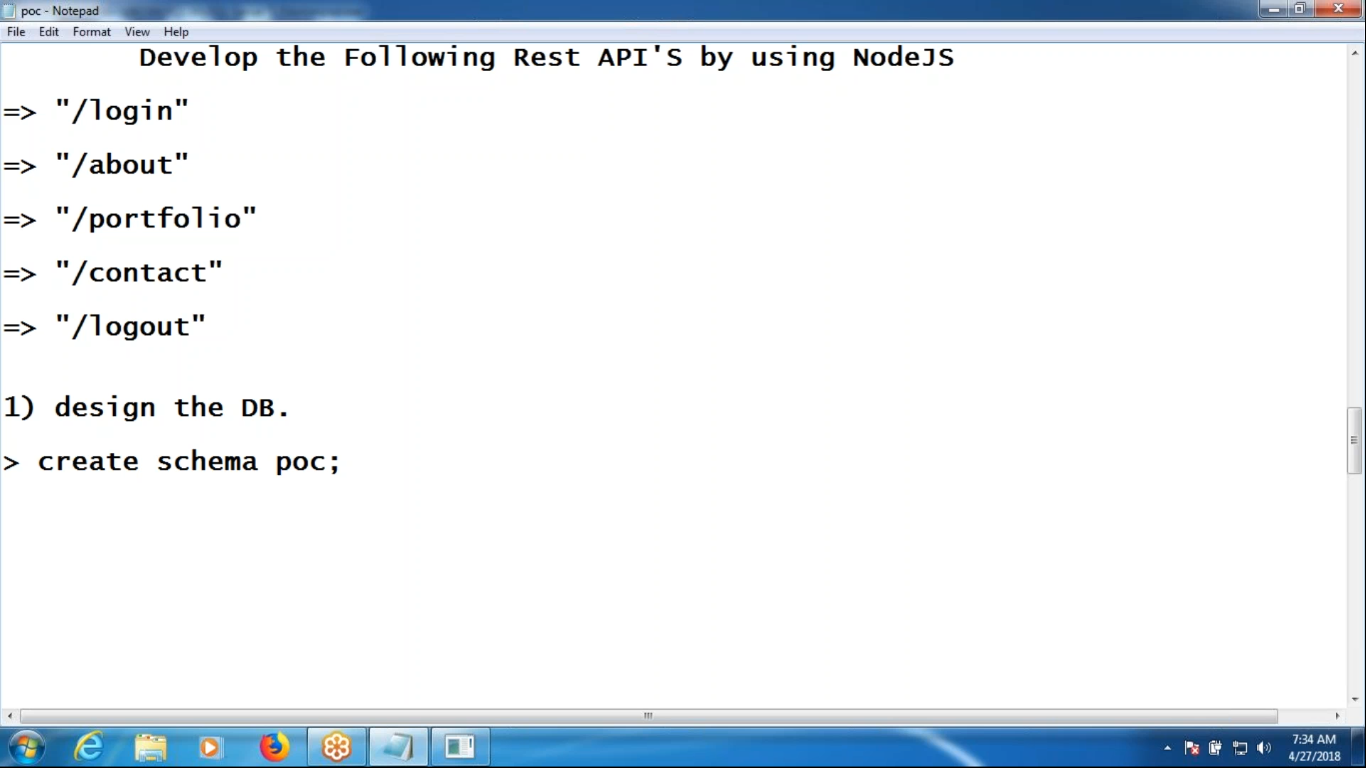 poc - Notepad
File Edit Format View Help
Develop the Following Rest API'S by using NodeJS
=> "/login"
=> "/about"
=> "/portfolio"
=> "/contact"
=> "/logout"
1) design the DB.
> create schema poc;
7:34 AM
4/27/2018